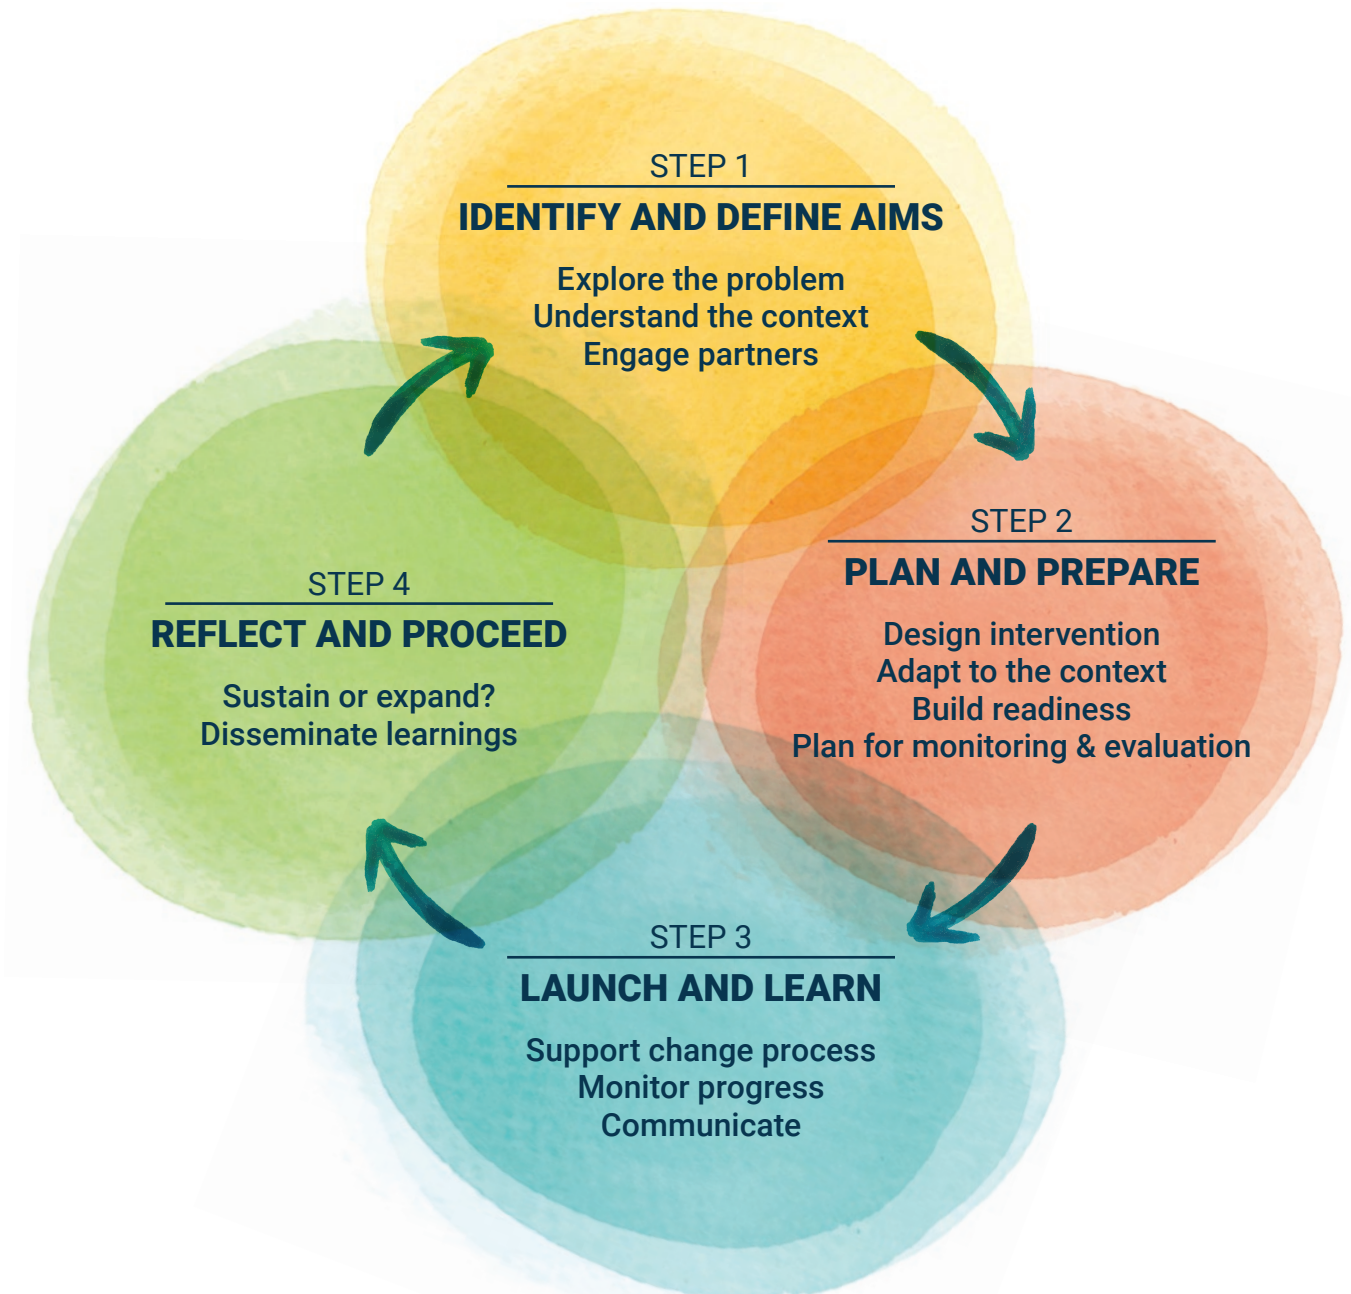 STEP 1
IDENTIFY AND DEFINE AIMS
Explore the problem
Understand the context
Engage partners
STEP 2
PLAN AND PREPARE
Design intervention
Adapt to the context
Build readiness
Plan for monitoring & evaluation
STEP 3
LAUNCH AND LEARN
Support change process
Monitor progress
Communicate
STEP 4
REFLECT AND PROCEED
Sustain or expand?
Disseminate learnings